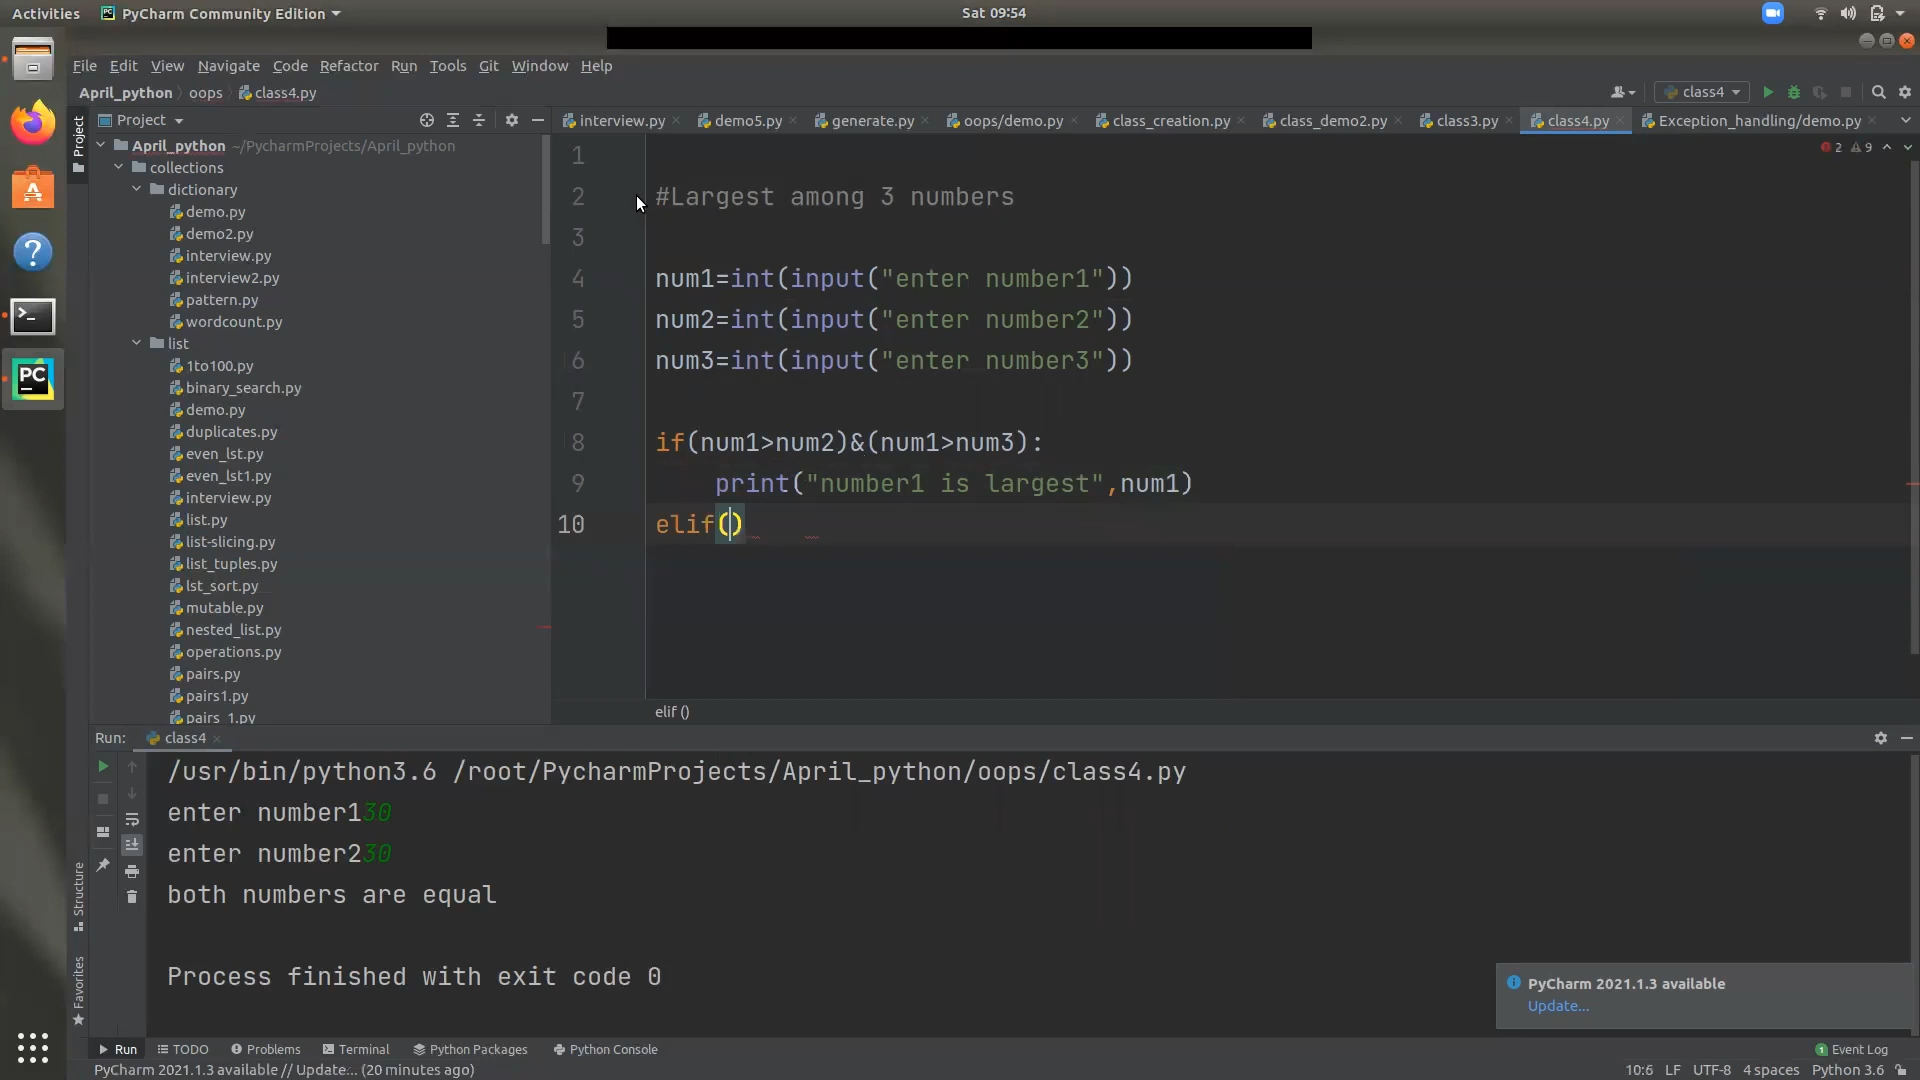 Activities
PyCharm Community Edition
Sat 09:54
File Edit View Navigate Code Refactor Run Tools Git Window Help
April_python oops class4.py
class4
Project
interview.py demo5.py generate.py oops/demo.py class_creation.py class_demo2.py class3.py class4.py Exception_handling/demo.py
Project
April_python ~/PycharmProjects/April_python
collections
dictionary
demo.py
demo2.py
interview.py
interview2.py
pattern.py
wordcount.py
list
1to100.py
binary_search.py
demo.py
duplicates.py
even_lst.py
even_lst1.py
interview.py
list.py
list-slicing.py
list_tuples.py
lst_sort.py
mutable.py
nested_list.py
operations.py
pairs.py
pairs1.py
pairs_1.py
2 9
1
2 #Largest among 3 numbers
3
4 num1=int(input("enter number1"))
5 num2=int(input("enter number2"))
6 num3=int(input("enter number3"))
7
8 if(num1>num2)&(num1>num3):
9 print("number1 is largest",num1)
10 elif()
elif ()
Run: class4
/usr/bin/python3.6 /root/PycharmProjects/April_python/oops/class4.py
enter number130
enter number230
both numbers are equal
Process finished with exit code 0
Structure
Favorites
PyCharm 2021.1.3 available
Update...
Run TODO Problems Terminal Python Packages Python Console
1 Event Log
PyCharm 2021.1.3 available // Update... (20 minutes ago)
10:6 LF UTF-8 4 spaces Python 3.6